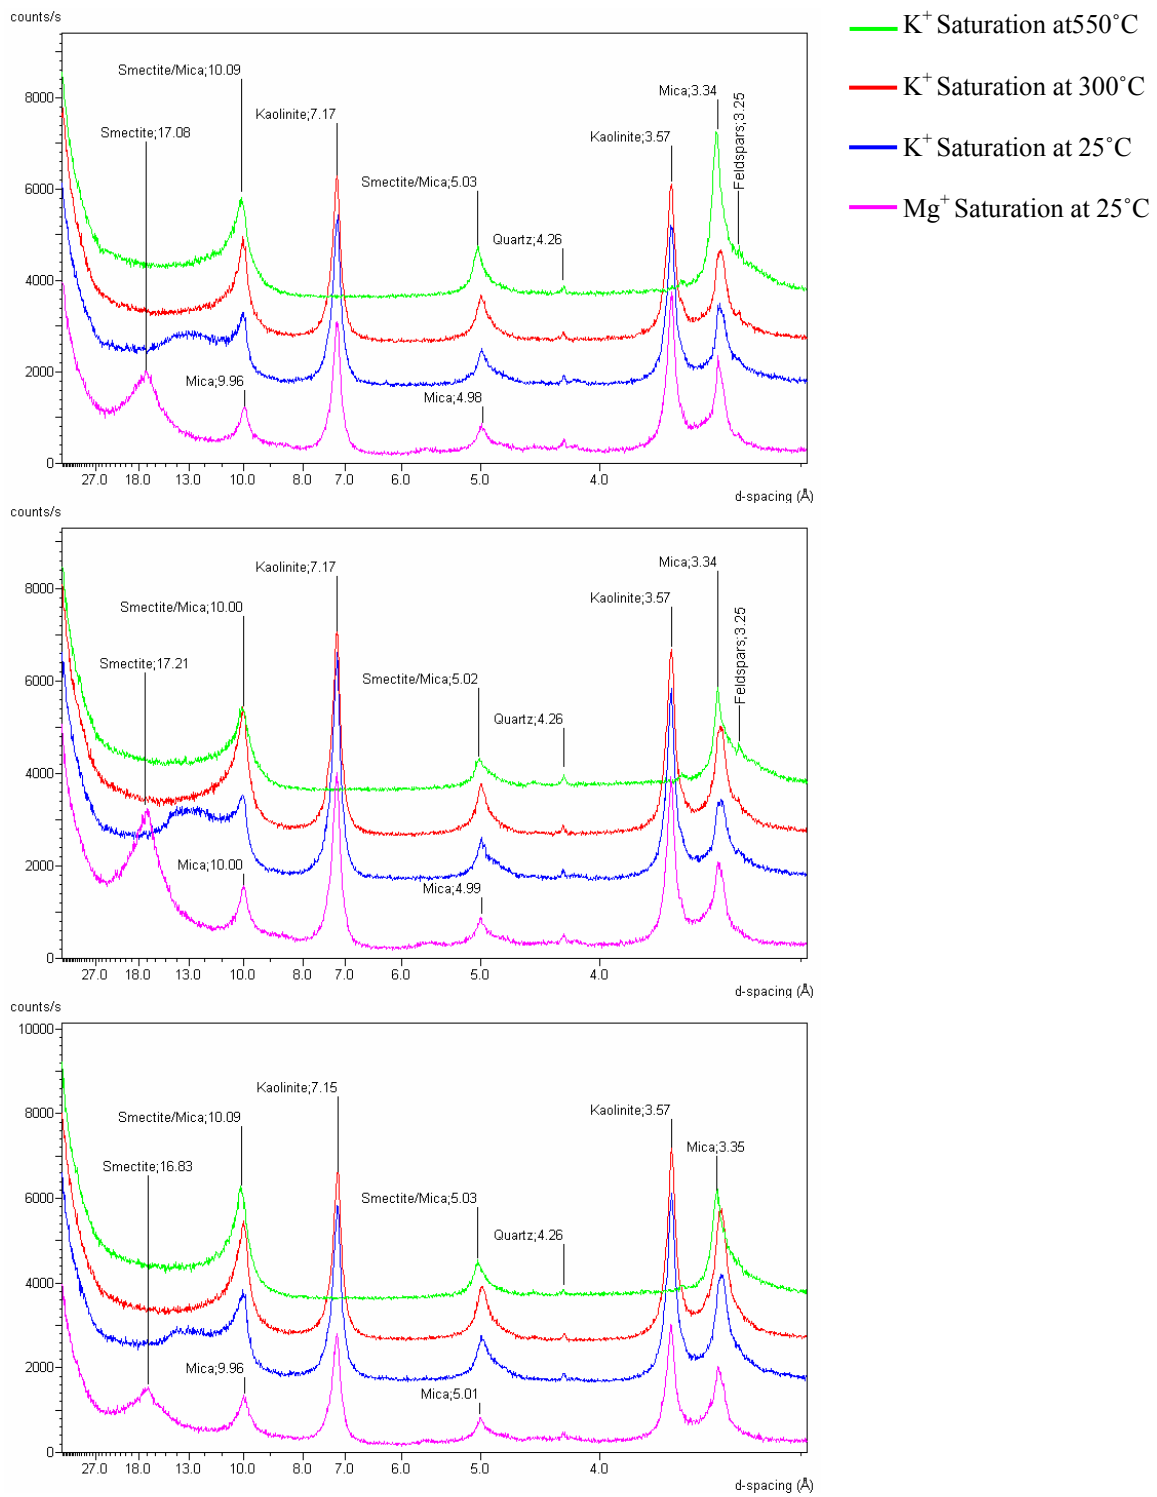 counts/s
8000
6000
4000
2000
0
Smectite/Mica;10.09
Smectite;17.08
Kaolinite;7.17
Smectite/Mica;5.03
Quartz;4.26
Kaolinite;3.57
Mica;3.34
Feldspars;3.25
Mica;9.96
Mica;4.98
27.0 18.0 13.0 10.0 8.0 7.0 6.0 5.0 4.0
d-spacing (Å)
K+ Saturation at550˚C
K+ Saturation at 300˚C
K+ Saturation at 25˚C
Mg+ Saturation at 25˚C
counts/s
8000
6000
4000
2000
0
Kaolinite;7.17
Smectite/Mica;10.00
Smectite;17.21
Smectite/Mica;5.02
Quartz;4.26
Kaolinite;3.57
Mica;3.34
Feldspars;3.25
Mica;10.00
Mica;4.99
27.0 18.0 13.0 10.0 8.0 7.0 6.0 5.0 4.0
d-spacing (Å)
counts/s
10000
8000
6000
4000
2000
0
Kaolinite;7.15
Smectite/Mica;10.09
Smectite;16.83
Smectite/Mica;5.03
Quartz;4.26
Kaolinite;3.57
Mica;3.35
Mica;9.96
Mica;5.01
27.0 18.0 13.0 10.0 8.0 7.0 6.0 5.0 4.0
d-spacing (Å)